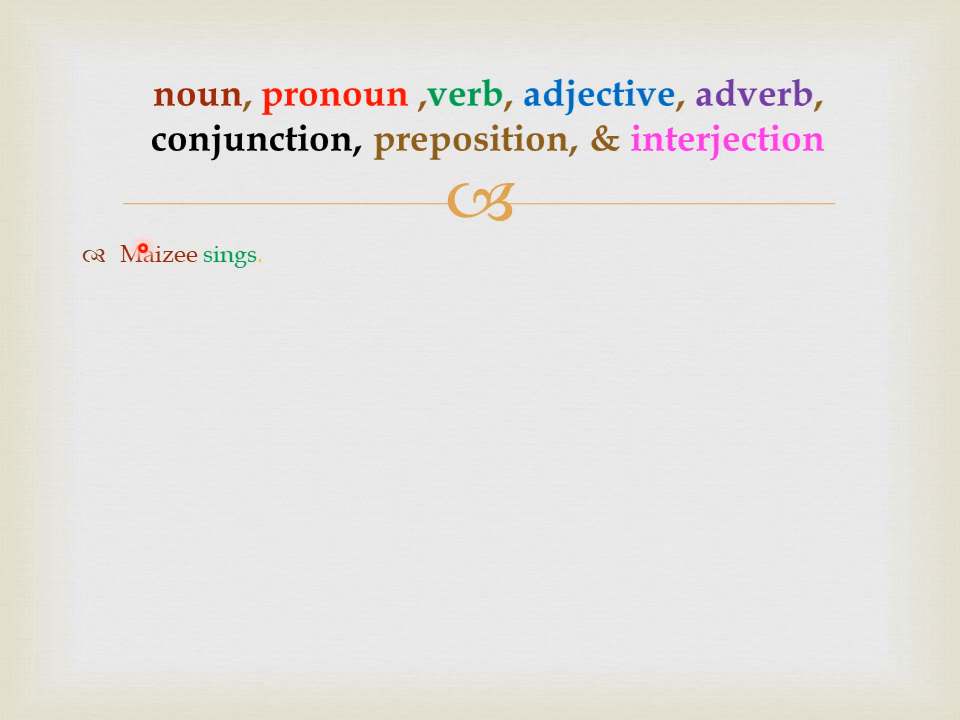 noun, pronoun ,verb, adjective, adverb,
conjunction, preposition, & interjection
Maizee sings.